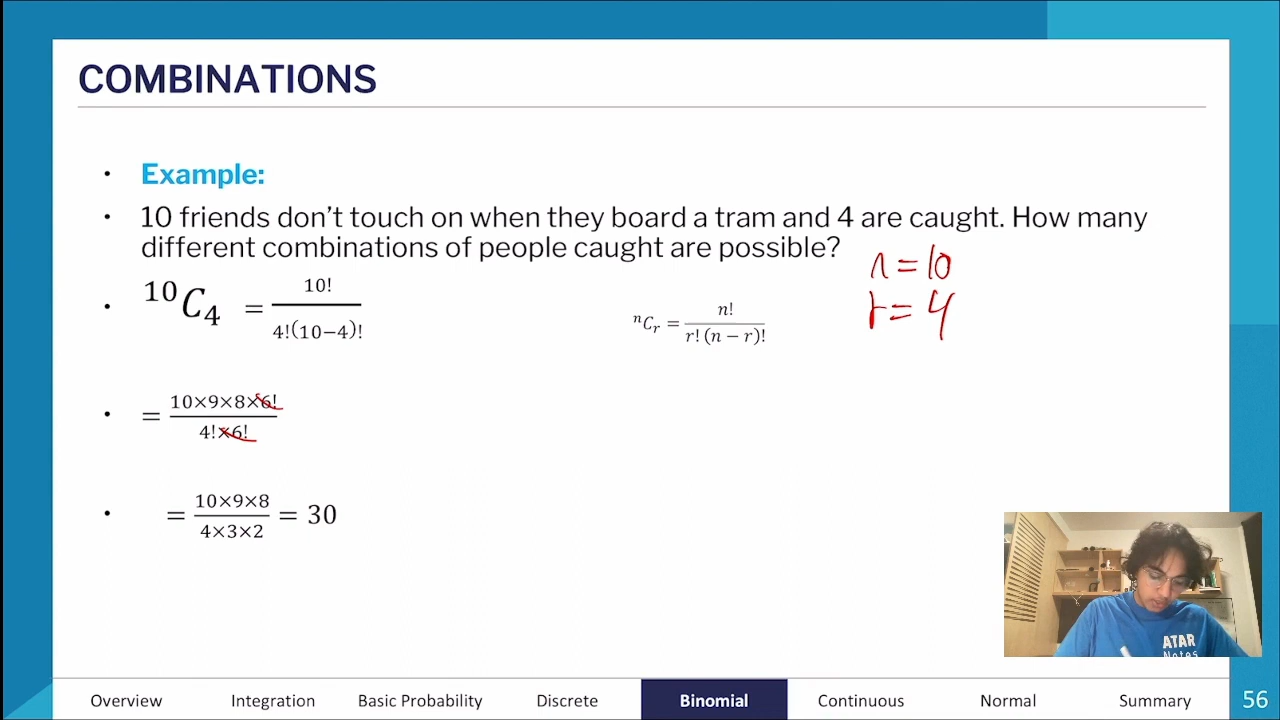 COMBINATIONS
• Example:
• 10 friends don't touch on when they board a tram and 4 are caught. How many
different combinations of people caught are possible?
n = 10
r = 4
• ¹⁰C₄ = 10! / 4!(10−4)!
ⁿCᵣ = n! / r! (n − r)!
• = 10×9×8×6! / 4!×6!
• = 10×9×8 / 4×3×2 = 30
ATAR
Notes
Overview Integration Basic Probability Discrete Binomial Continuous Normal Summary 56